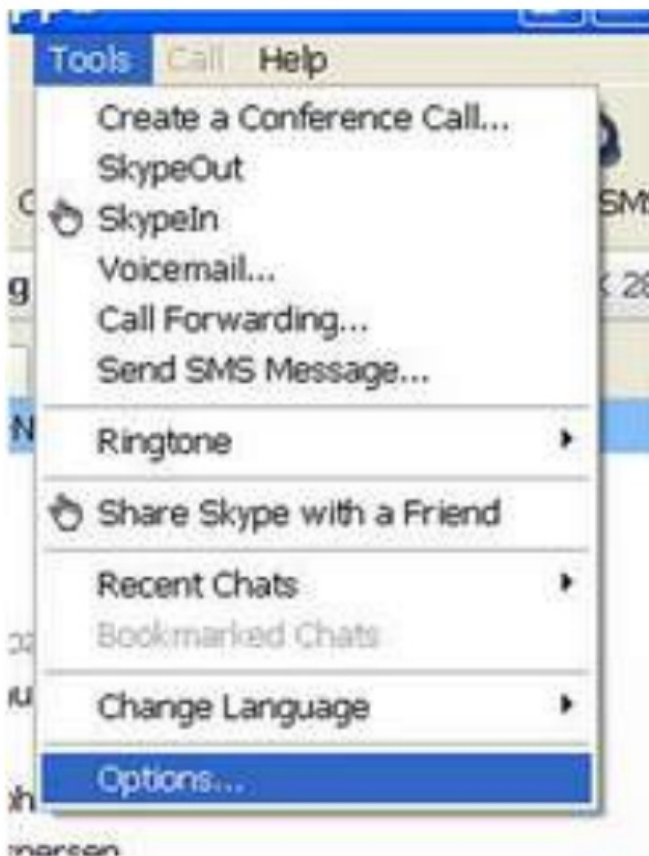 Tools Call Help
Create a Conference Call...
SkypeOut
SkypeIn
Voicemail...
Call Forwarding...
Send SMS Message...
Ringtone
Share Skype with a Friend
Recent Chats
Bookmarked Chats
Change Language
Options...